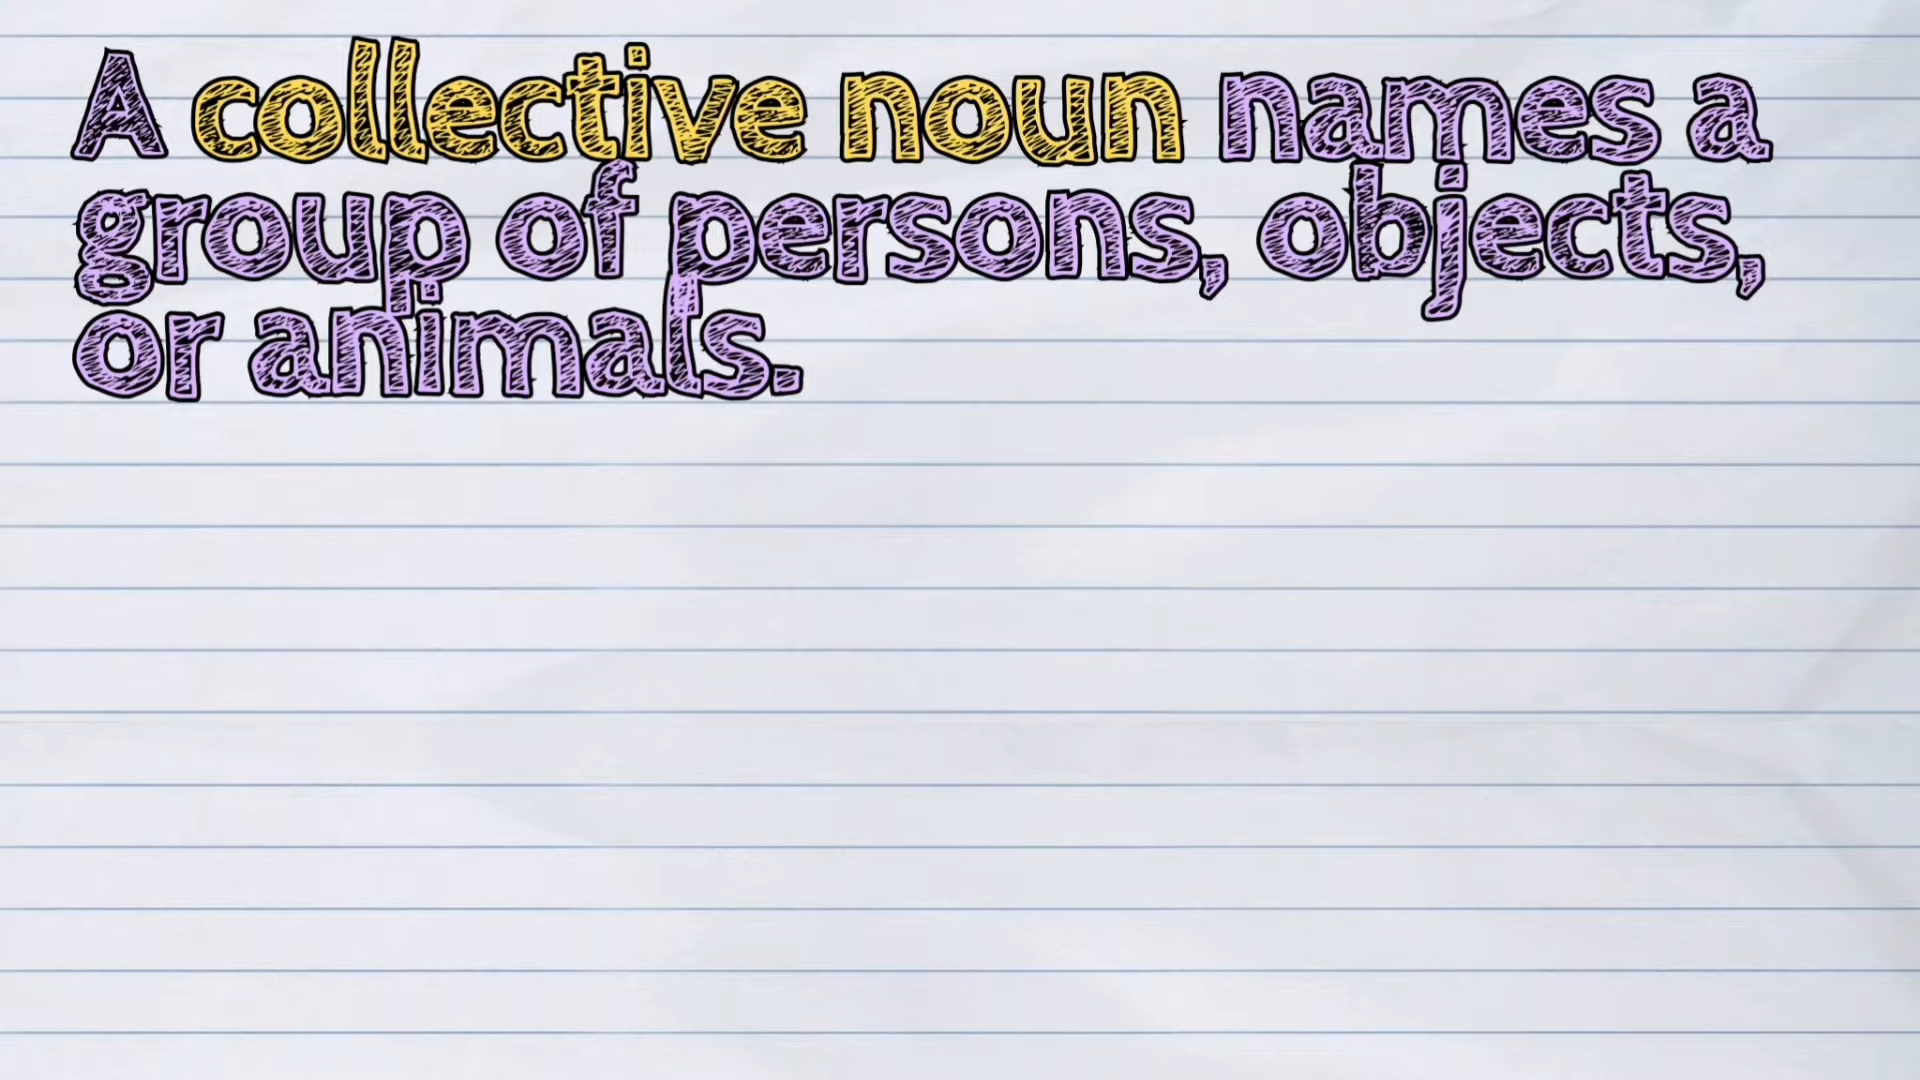 A collective noun names a
group of persons, objects,
or animals.